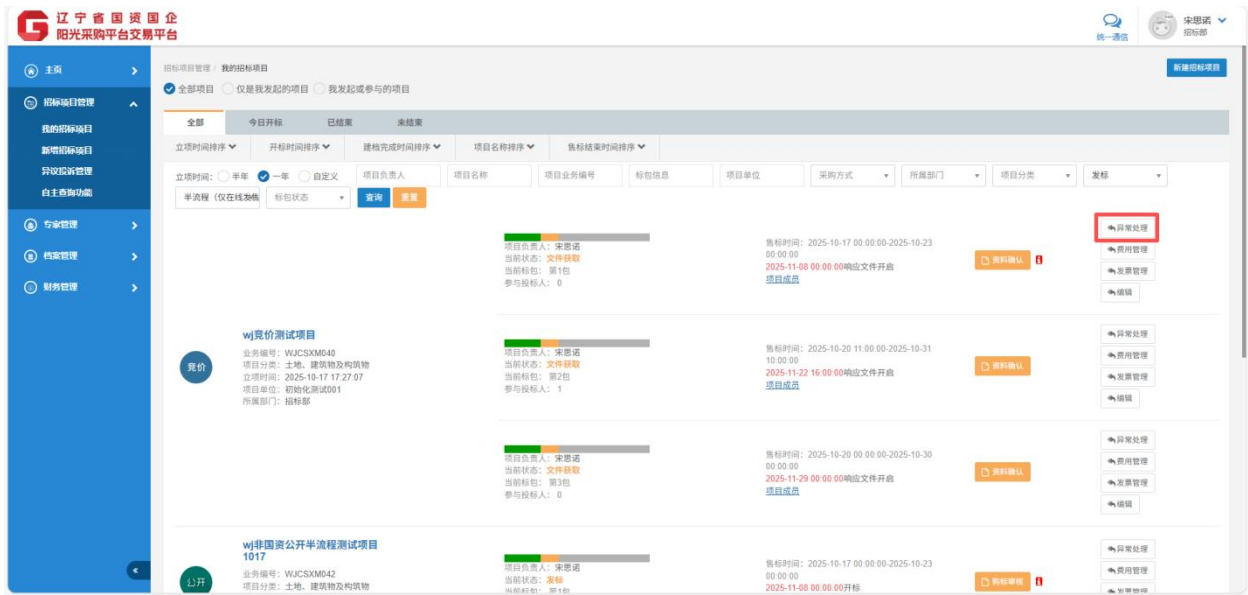 辽宁省国资国企
阳光采购平台交易平台
统一通信
宋思诺
招标部
主页
招标项目管理
我的招标项目
新增招标项目
异议投诉管理
自主查询功能
专家管理
档案管理
财务管理
招标项目管理 / 我的招标项目
新建招标项目
全部项目 仅是我发起的项目 我发起或参与的项目
全部 今日开标 已结束 未结束
立项时间排序 开标时间排序 建档完成时间排序 项目名称排序 售标结束时间排序
立项时间: 半年 一年 自定义 项目负责人 项目名称 项目业务编号 标包信息 项目单位 采购方式 所属部门 项目分类 发标
半流程（仅在线发售 标包状态 查询 重置
竞价
wj竞价测试项目
业务编号: WJCSXM040
项目分类: 土地、建筑物及构筑物
立项时间: 2025-10-17 17:27:07
项目单位: 初始化测试001
所属部门: 招标部
项目负责人: 宋思诺
当前状态: 文件获取
当前标包: 第1包
参与投标人: 0
售标时间: 2025-10-17 00:00:00-2025-10-23
00:00:00
2025-11-08 00:00:00响应文件开启
项目成员
资料确认
异常处理
费用管理
发票管理
编辑
项目负责人: 宋思诺
当前状态: 文件获取
当前标包: 第2包
参与投标人: 1
售标时间: 2025-10-20 11:00:00-2025-10-31
10:00:00
2025-11-22 16:00:00响应文件开启
项目成员
资料确认
异常处理
费用管理
发票管理
编辑
项目负责人: 宋思诺
当前状态: 文件获取
当前标包: 第3包
参与投标人: 0
售标时间: 2025-10-20 00:00:00-2025-10-30
00:00:00
2025-11-29 00:00:00响应文件开启
项目成员
资料确认
异常处理
费用管理
发票管理
编辑
公开
wj非国资公开半流程测试项目
1017
业务编号: WJCSXM042
项目分类: 土地、建筑物及构筑物
项目负责人: 宋思诺
当前状态: 发标
当前标包: 第1包
售标时间: 2025-10-17 00:00:00-2025-10-23
00:00:00
2025-11-08 00:00:00开标
购标审核
异常处理
费用管理
发票管理